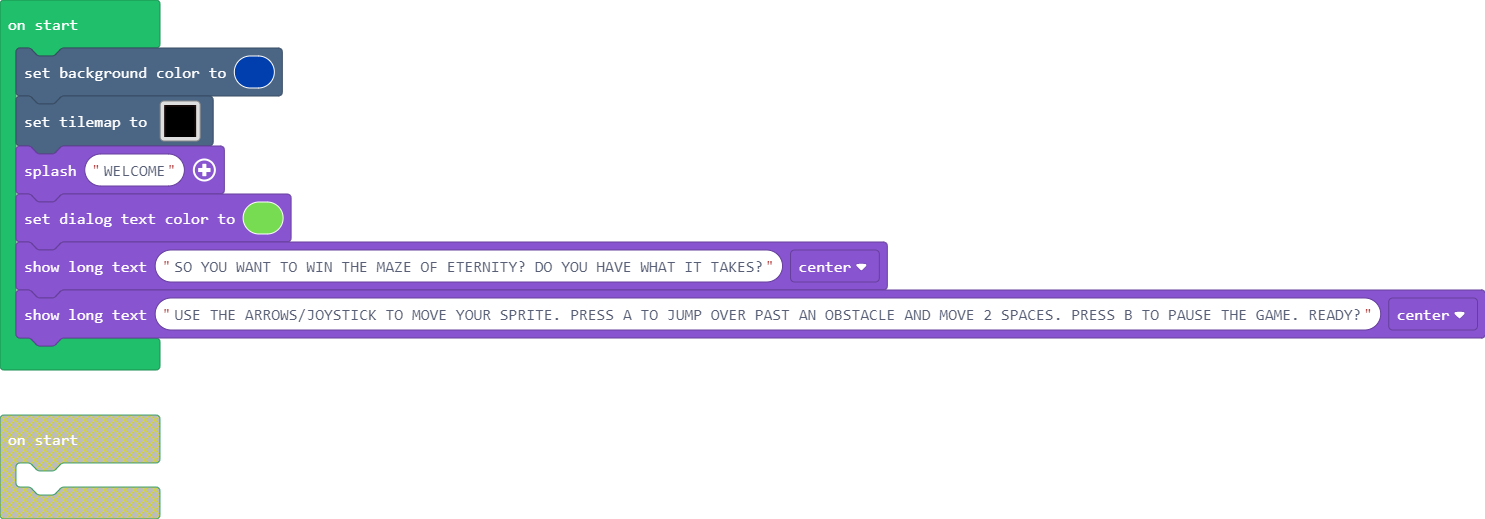 on start
set background color to
set tilemap to
splash "WELCOME"
set dialog text color to
show long text "SO YOU WANT TO WIN THE MAZE OF ETERNITY? DO YOU HAVE WHAT IT TAKES?" center
show long text "USE THE ARROWS/JOYSTICK TO MOVE YOUR SPRITE. PRESS A TO JUMP OVER PAST AN OBSTACLE AND MOVE 2 SPACES. PRESS B TO PAUSE THE GAME. READY?" center
on start